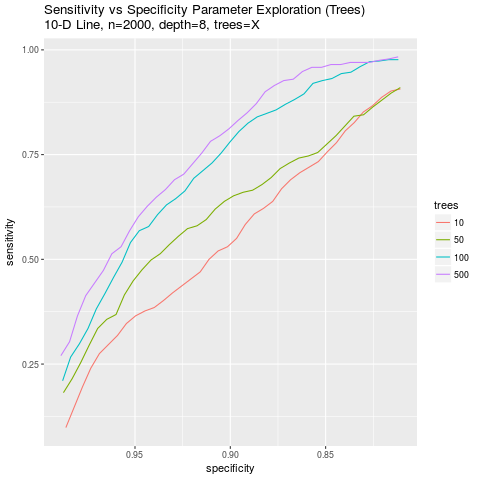 Sensitivity vs Specificity Parameter Exploration (Trees)
10-D Line, n=2000, depth=8, trees=X
1.00
0.75
0.50
0.25
sensitivity
0.95
0.90
0.85
specificity
trees
10
50
100
500